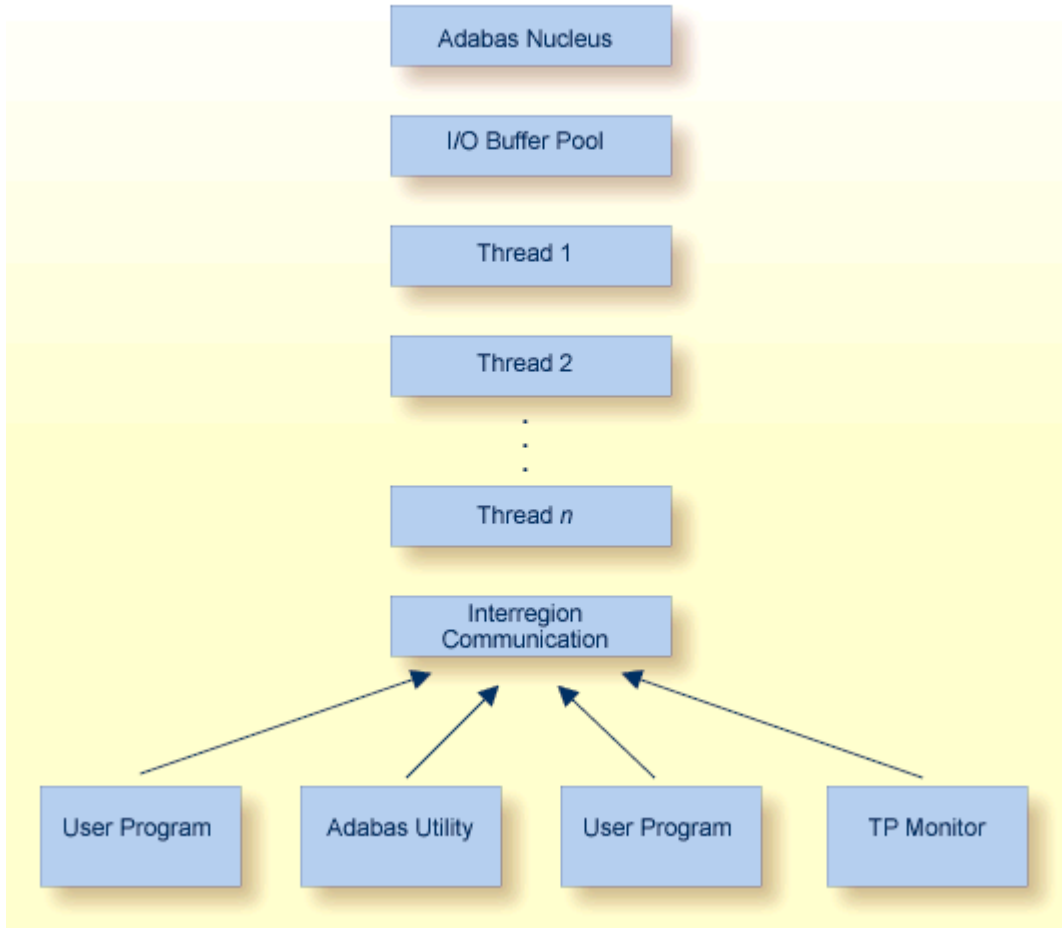 Adabas Nucleus
I/O Buffer Pool
Thread 1
Thread 2
Thread n
Interregion
Communication
User Program
Adabas Utility
User Program
TP Monitor